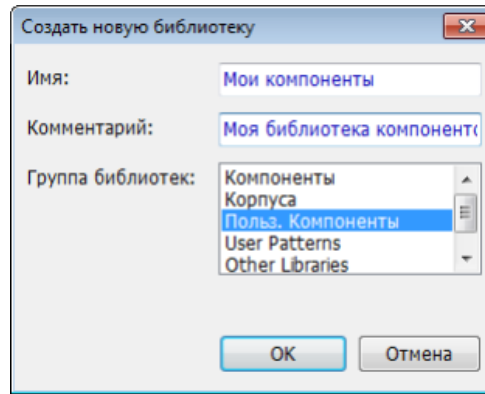 Создать новую библиотеку
Имя: Мои компоненты
Комментарий: Моя библиотека компоненто
Группа библиотек: Компоненты
Корпуса
Польз. Компоненты
User Patterns
Other Libraries
OK Отмена